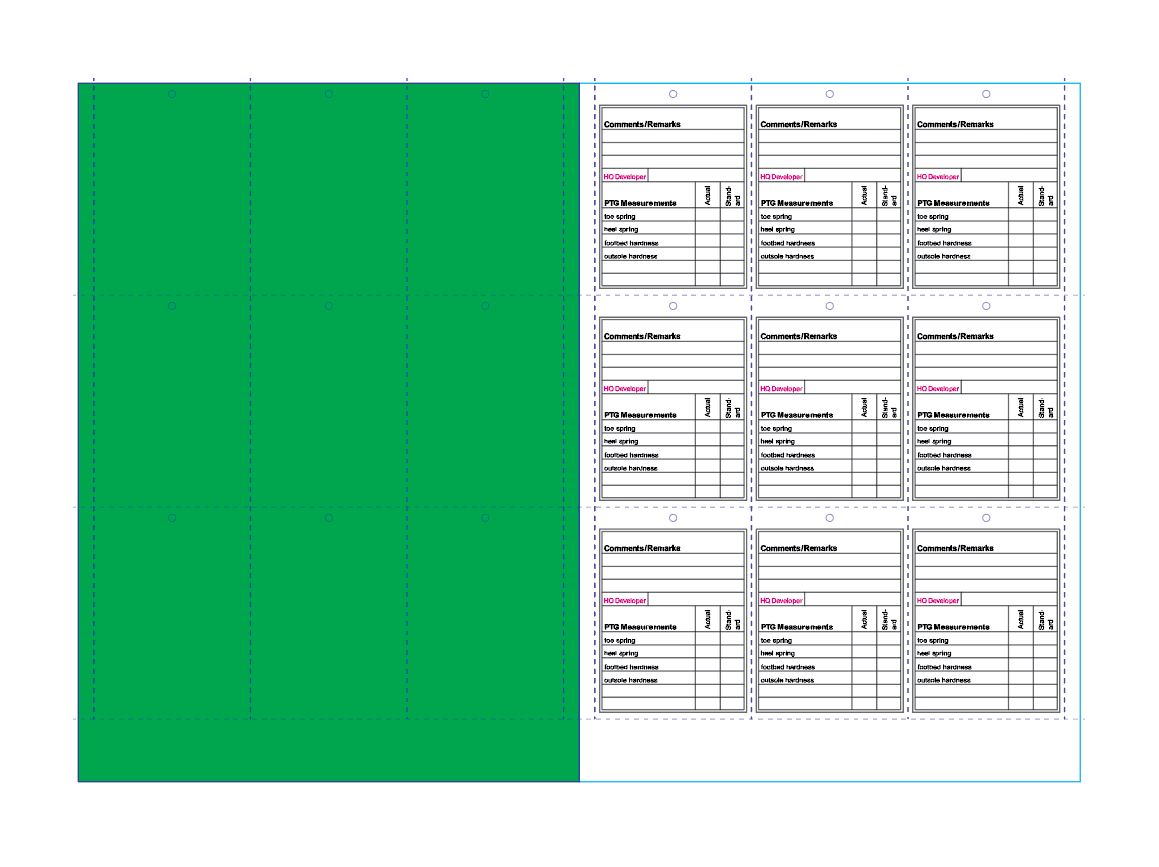 Comments/Remarks Comments/Remarks Comments/Remarks
HQ Developer HQ Developer HQ Developer
PTG Measurements Actual Stand-ard PTG Measurements Actual Stand-ard PTG Measurements Actual Stand-ard
toe spring toe spring toe spring
heel spring heel spring heel spring
footbed hardness footbed hardness footbed hardness
outsole hardness outsole hardness outsole hardness
Comments/Remarks Comments/Remarks Comments/Remarks
HQ Developer HQ Developer HQ Developer
PTG Measurements Actual Stand-ard PTG Measurements Actual Stand-ard PTG Measurements Actual Stand-ard
toe spring toe spring toe spring
heel spring heel spring heel spring
footbed hardness footbed hardness footbed hardness
outsole hardness outsole hardness outsole hardness
Comments/Remarks Comments/Remarks Comments/Remarks
HQ Developer HQ Developer HQ Developer
PTG Measurements Actual Stand-ard PTG Measurements Actual Stand-ard PTG Measurements Actual Stand-ard
toe spring toe spring toe spring
heel spring heel spring heel spring
footbed hardness footbed hardness footbed hardness
outsole hardness outsole hardness outsole hardness